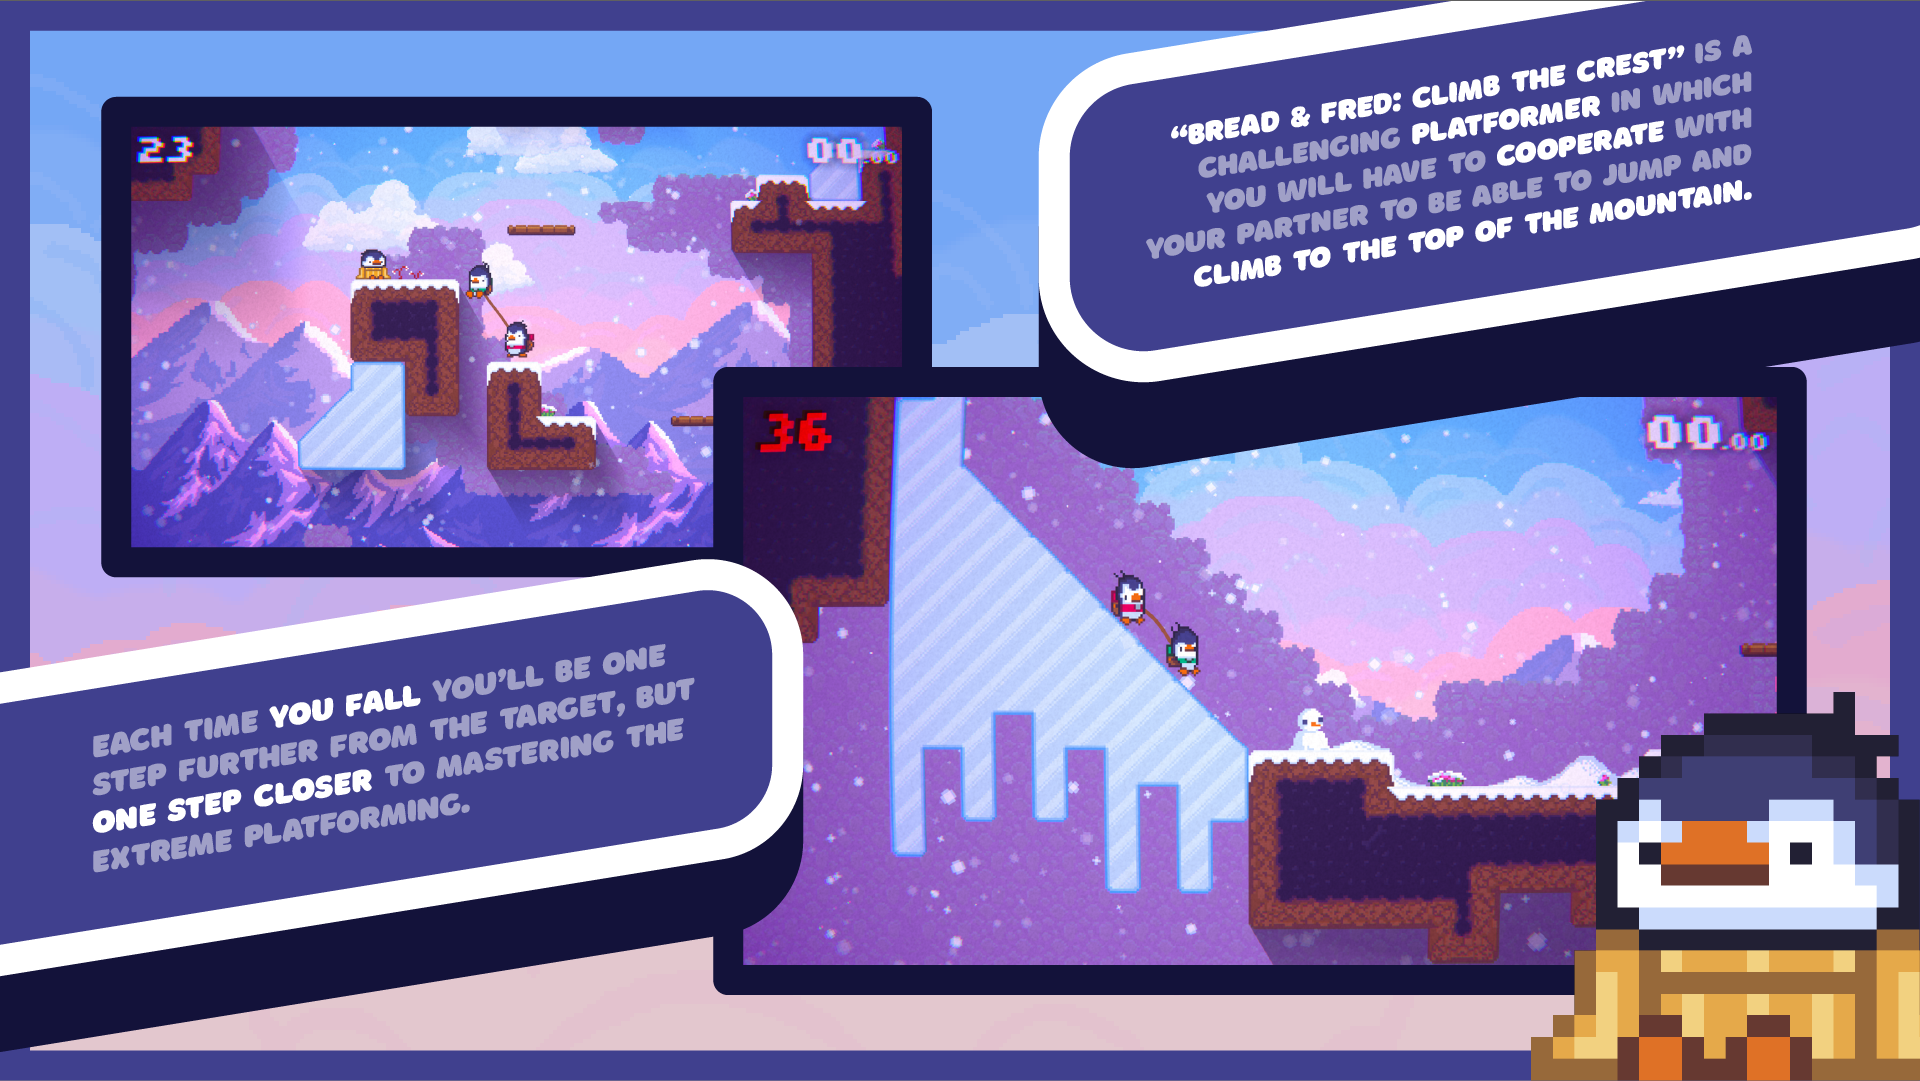 23
00.00
“BREAD & FRED: CLIMB THE CREST” IS A
CHALLENGING PLATFORMER IN WHICH
YOU WILL HAVE TO COOPERATE WITH
YOUR PARTNER TO BE ABLE TO JUMP AND
CLIMB TO THE TOP OF THE MOUNTAIN.
36
00.00
EACH TIME YOU FALL YOU’LL BE ONE
STEP FURTHER FROM THE TARGET, BUT
ONE STEP CLOSER TO MASTERING THE
EXTREME PLATFORMING.